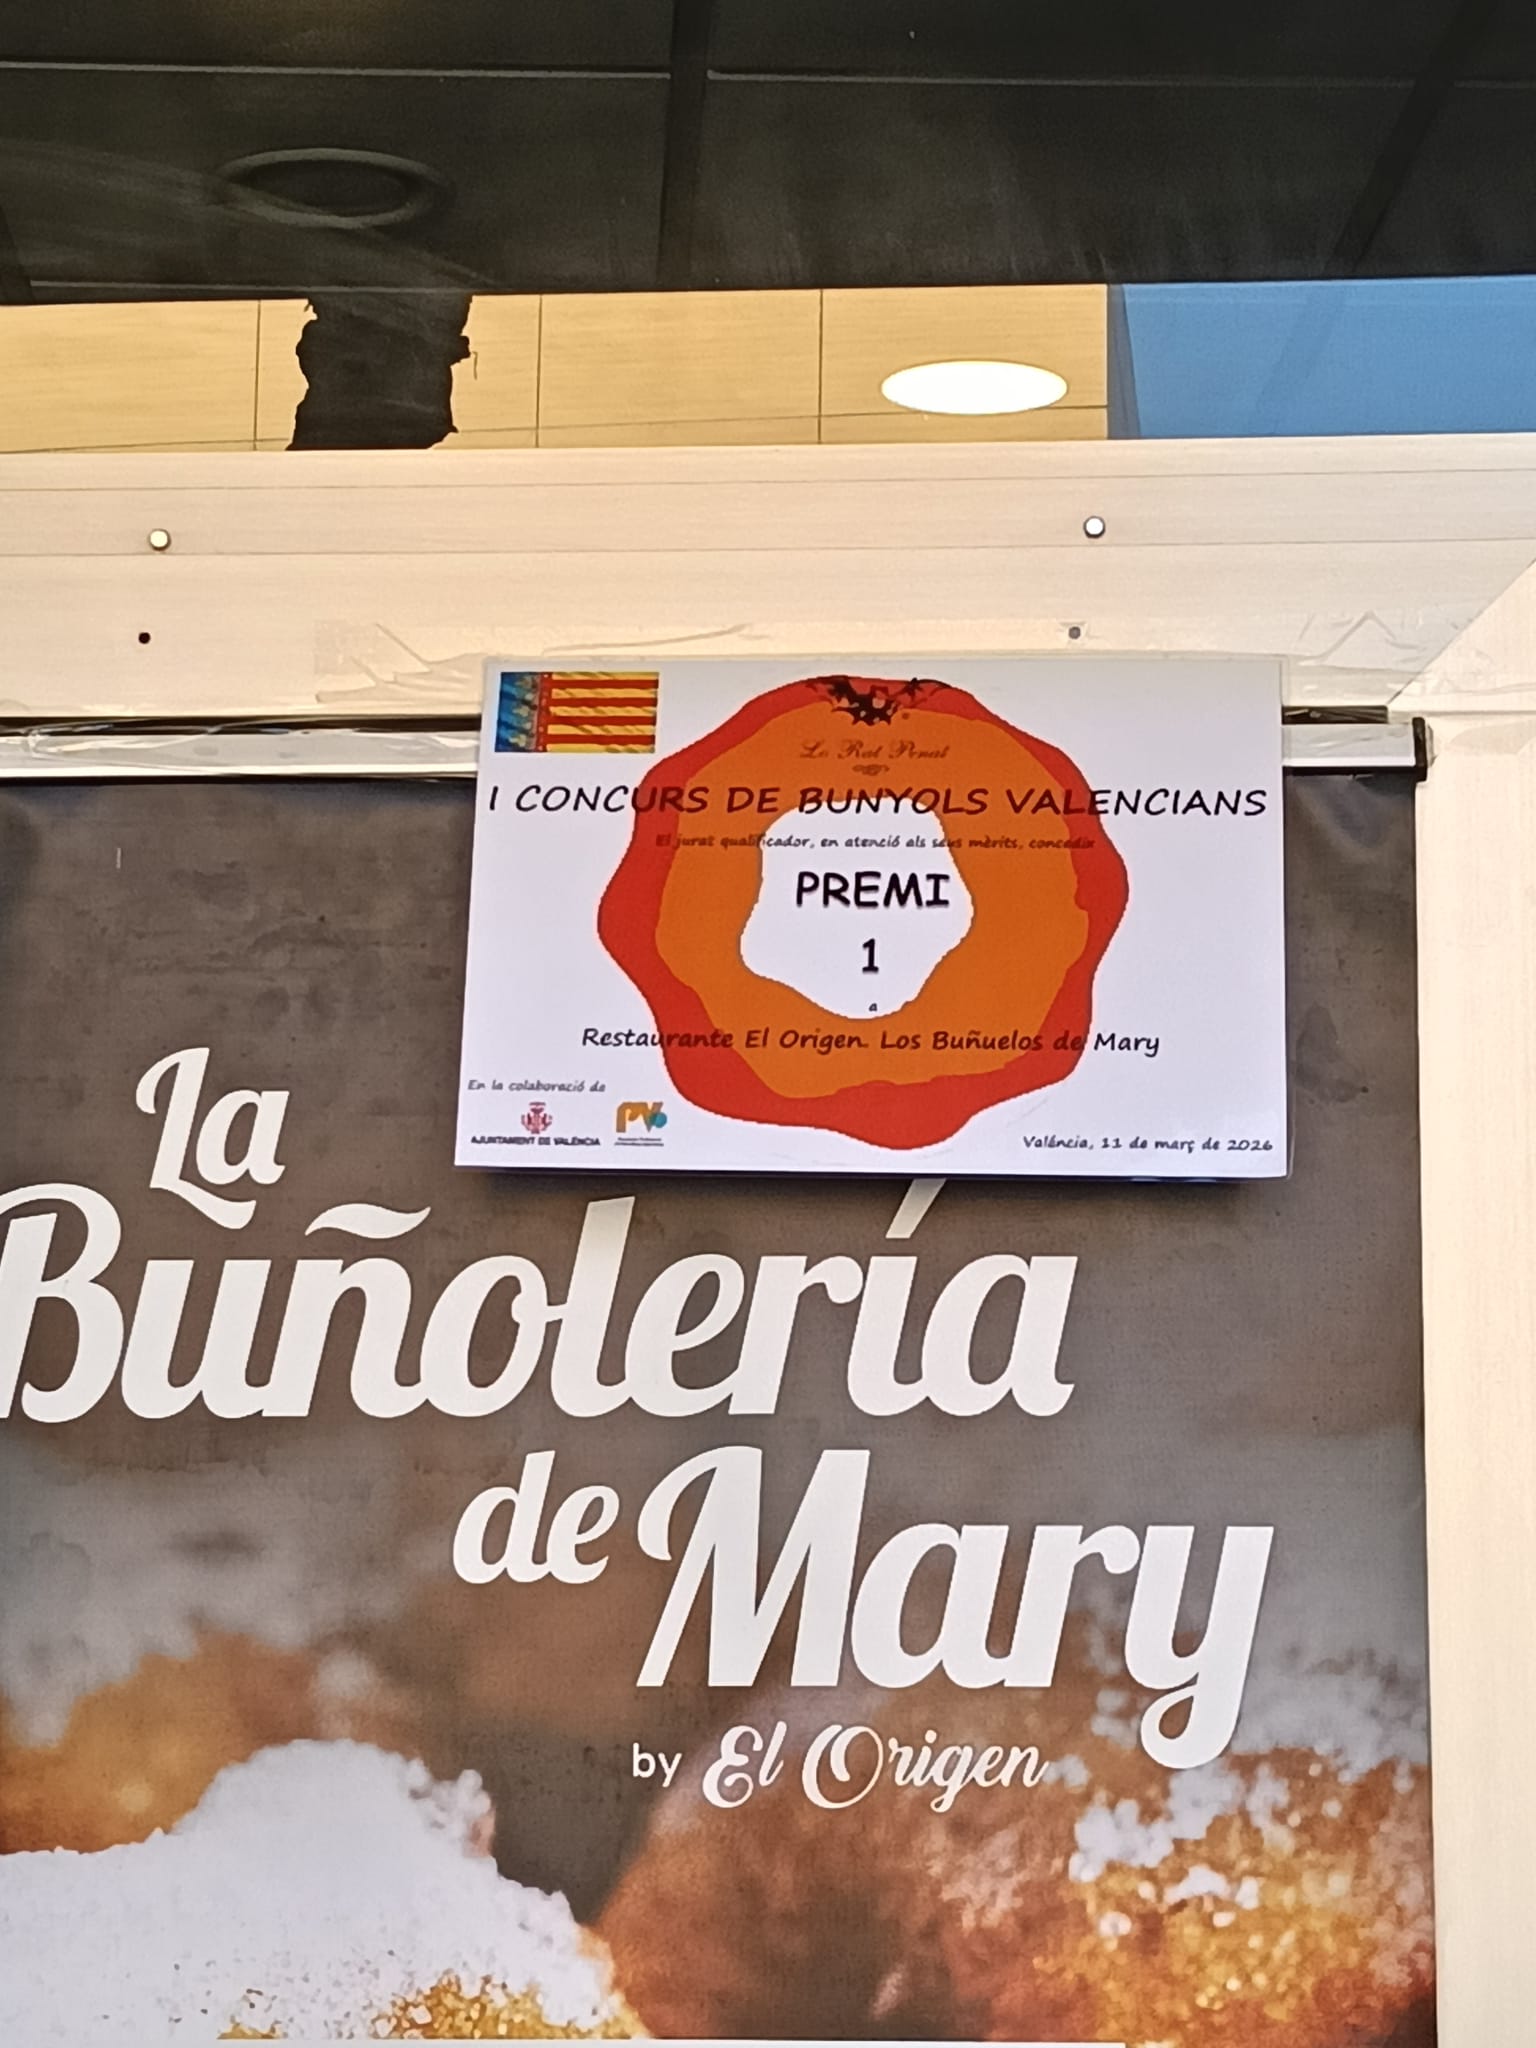 Lo Rat Penat
I CONCURS DE BUNYOLS VALENCIANS
El jurat qualificador, en atenció als seus mèrits, concedix
PREMI
1
a
Restaurante El Origen. Los Buñuelos de Mary
En la colaboració de
AJUNTAMENT DE VALÈNCIA
PV
València, 11 de març de 2026
La
Buñolería
de Mary
by El Origen